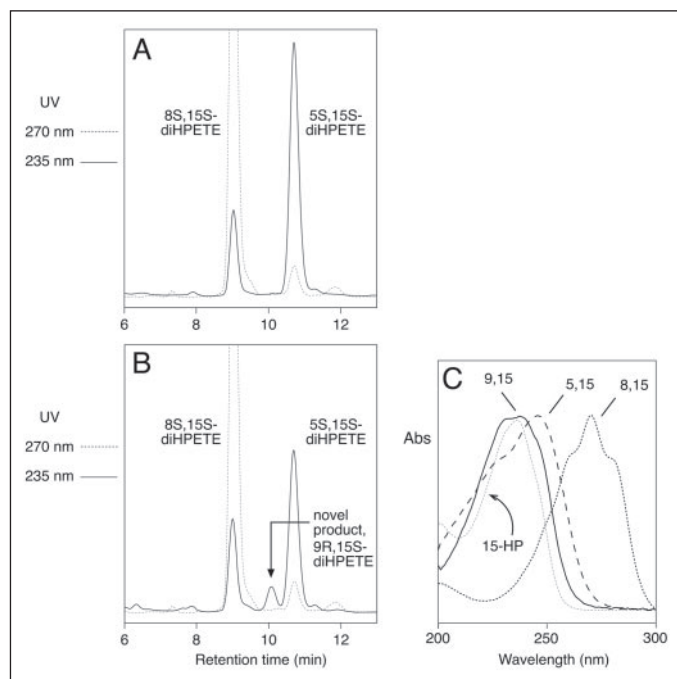 A
UV
270 nm
235 nm
8S,15S-
diHPETE
5S,15S-
diHPETE
6 8 10 12
B
UV
270 nm
235 nm
8S,15S-
diHPETE
5S,15S-
diHPETE
novel
product,
9R,15S-
diHPETE
6 8 10 12
Retention time (min)
C
9,15 5,15 8,15
Abs
15-HP
200 250 300
Wavelength (nm)